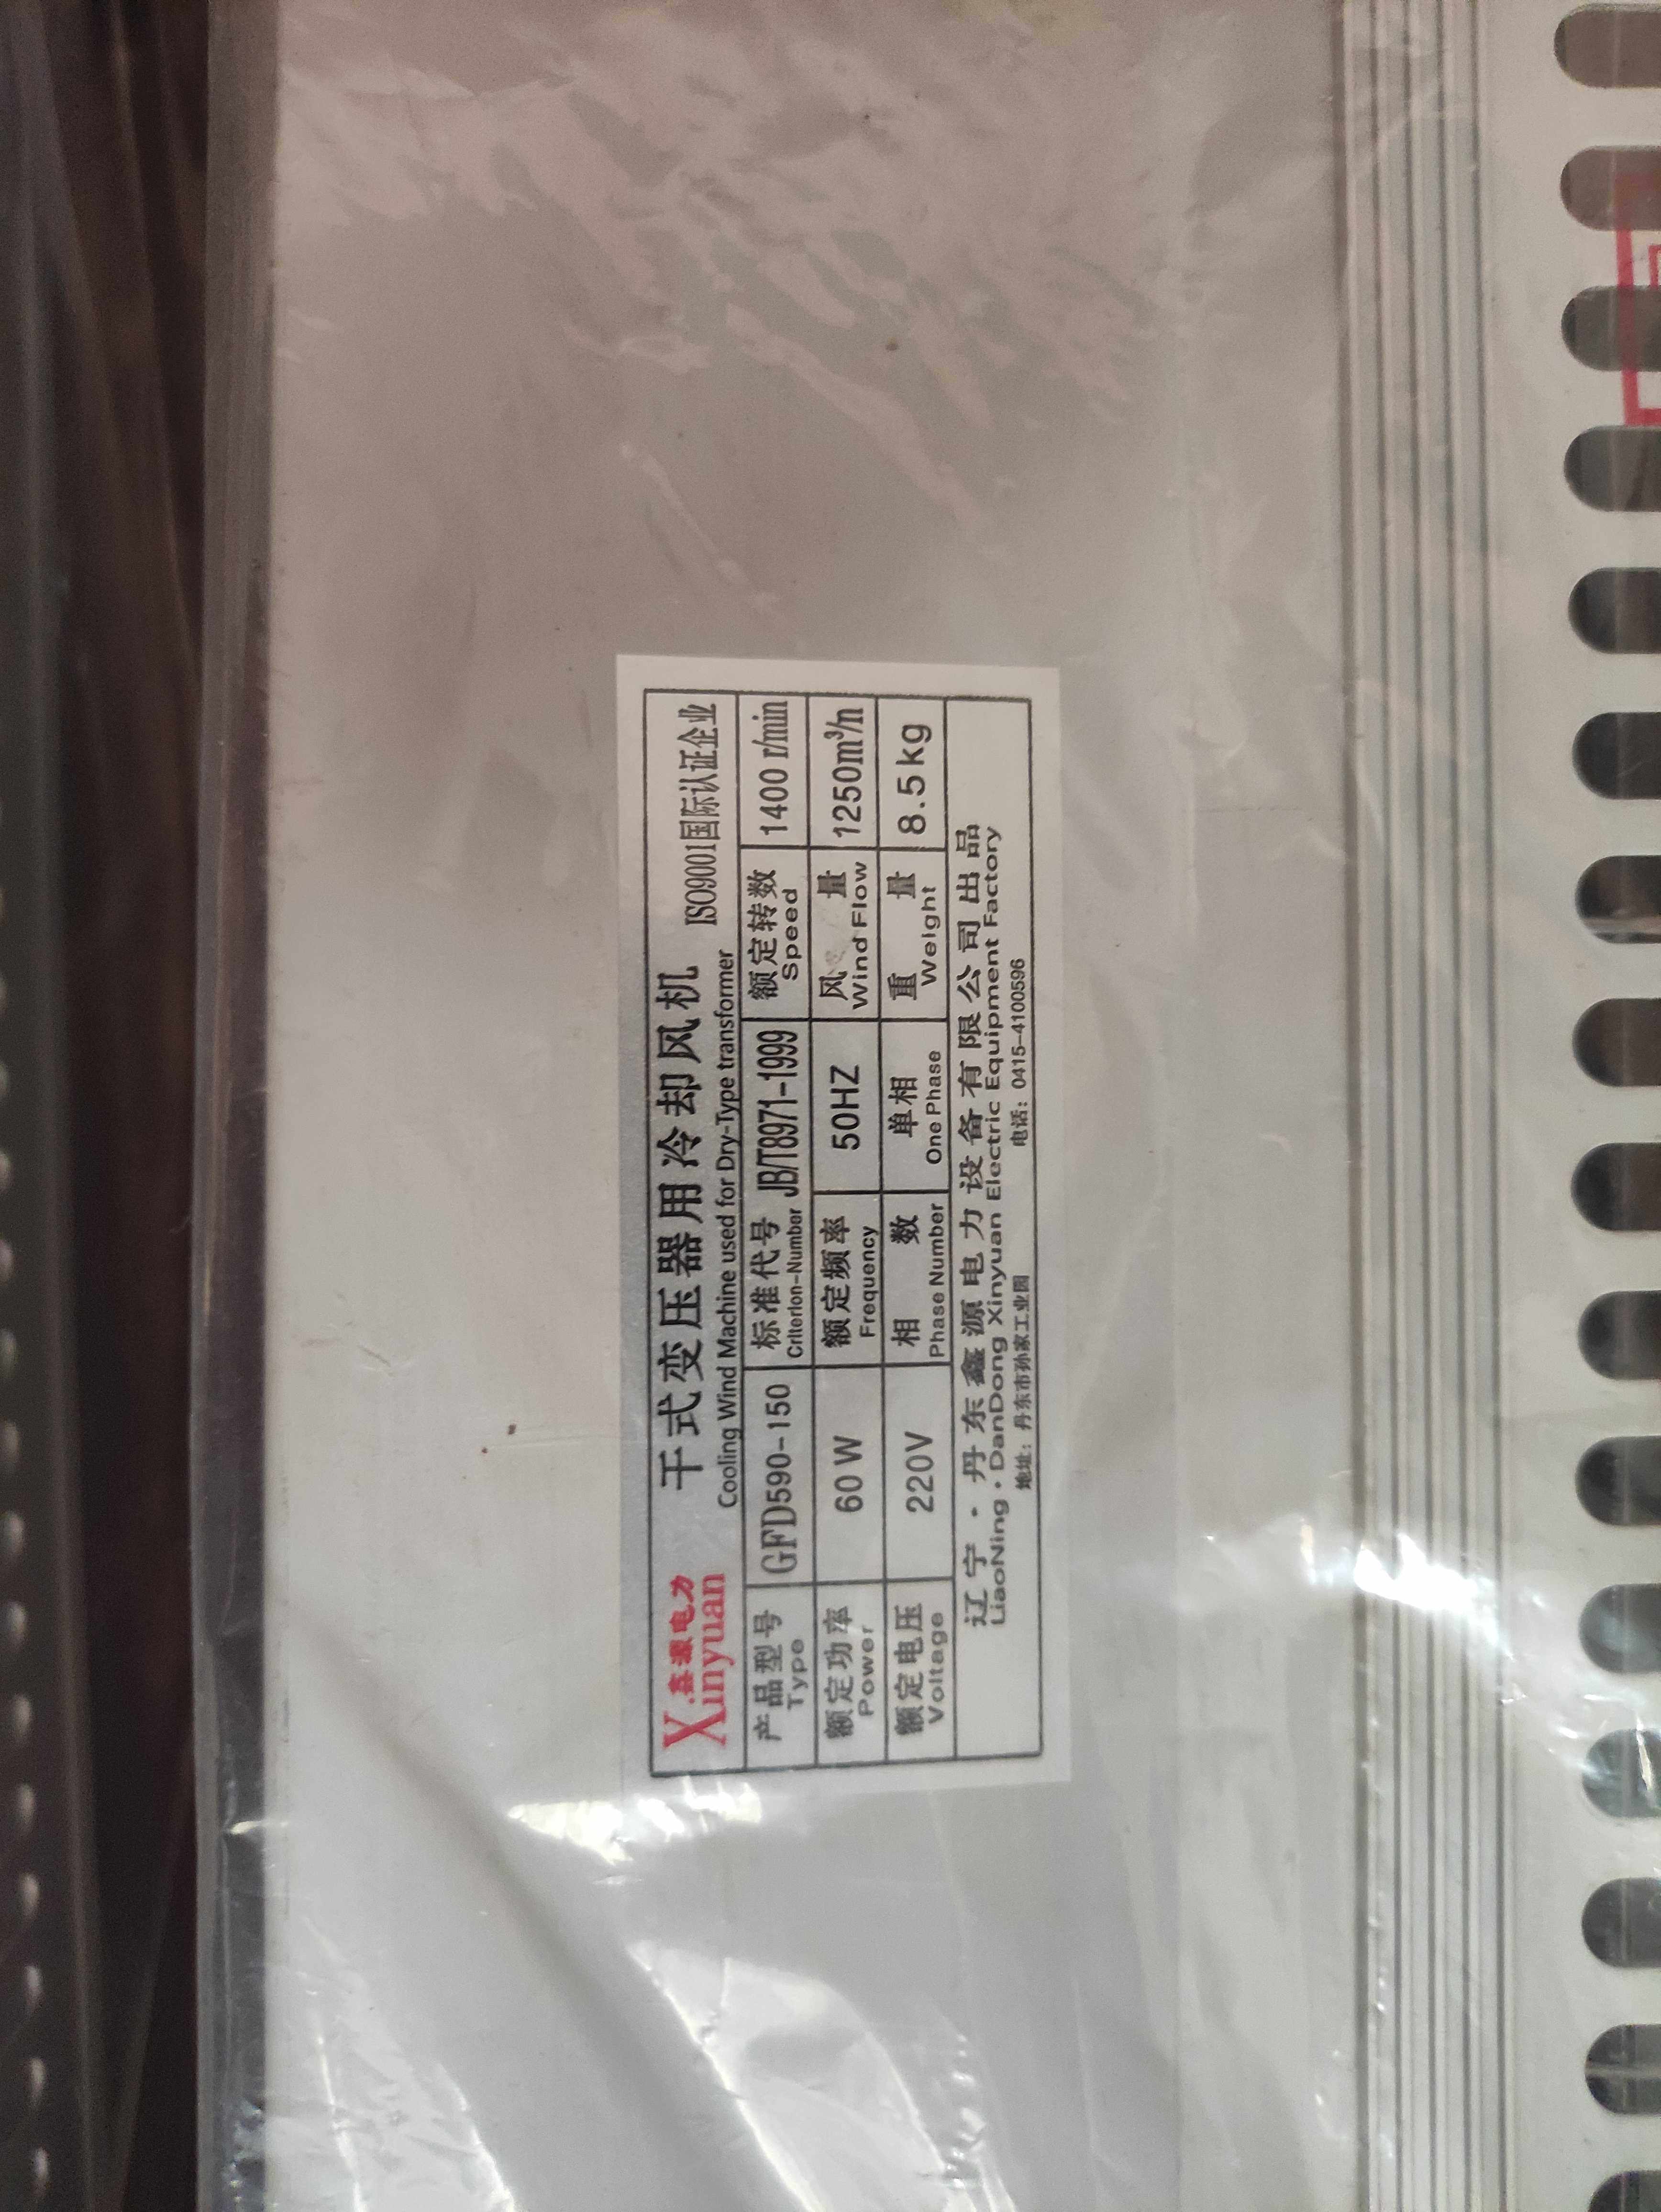 鑫源电力
Xinyuan
干式变压器用冷却风机
ISO9001国际认证企业
Cooling Wind Machine used for Dry-Type transformer
产品型号 GFD590-150 标准代号 JB/T8971-1999 额定转数 1400 r/min
Type Criterion-Number Speed
额定功率 60W 额定频率 50HZ 风量 1250m³/n
Power Frequency Wind Flow
额定电压 220V 相数 单相 重量 8.5kg
Voltage Phase Number One Phase Weight
辽宁·丹东鑫源电力设备有限公司出品
LiaoNing·DanDong Xinyuan Electric Equipment Factory
地址：丹东市孙家工业园 电话：0415-4100596